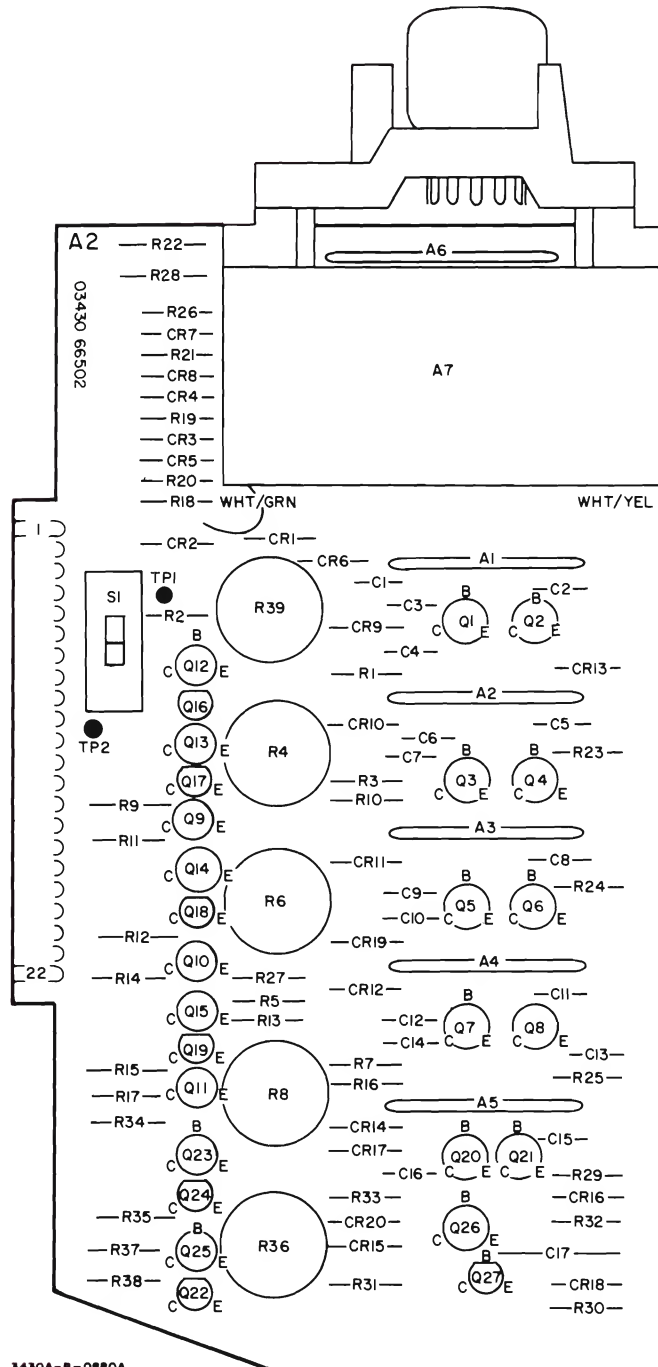 A2
R22
A6
R28
03430 66502
R26
CR7
R21
A7
CR8
CR4
R19
CR3
CR5
R20
R18 WHT/GRN WHT/YEL
1
CR1
CR2
CR6
A1
C1
TP1
S1
B B C2
C3
R39
R2
Q1 Q2
C E C E
CR9
B
C4
C Q12 E
R1
CR13
A2
Q16
CR10
C5
TP2
C6
Q13
C E
R4
B B R23
C7
Q17
C E
R3
Q3 Q4
C E C E
R10
R9
C Q9 E
A3
R11
C8
CR11
Q14
C E
B B R24
C9
R6
Q18
C E
Q5 Q6
C10
C E C E
R12
CR19
Q10
C E
A4
22
R14
R27
CR12
C11
B
R5
Q15
C E
R13
C12
Q7 Q8
C14
C E C E
Q19
C E
C13
R7
R15
R25
R16
Q11
C E
R17
R8
A5
R34
B
CR14
B B C15
CR17
Q23
C E
Q20 Q21
C16
C E C E
R29
Q24
C E
R33
CR16
B
R35
CR20
R32
B
Q26
C E
R37
Q25
C E
R36
CR15
B
C17
R38
Q27
C E
R31
CR18
Q22
C E
R30
3430A-B-0880A